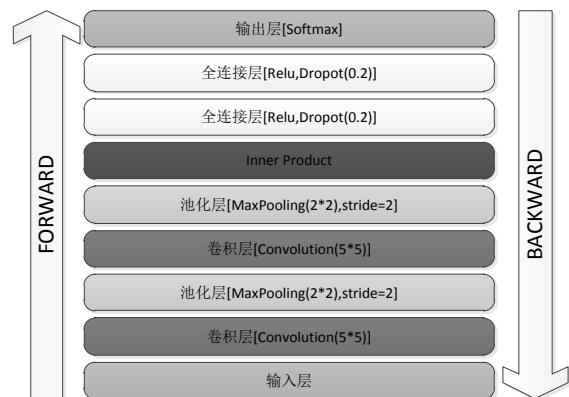 输出层[Softmax]
全连接层[Relu,Dropot(0.2)]
全连接层[Relu,Dropot(0.2)]
Inner Product
池化层[MaxPooling(2*2),stride=2]
卷积层[Convolution(5*5)]
池化层[MaxPooling(2*2),stride=2]
卷积层[Convolution(5*5)]
输入层
FORWARD
BACKWARD